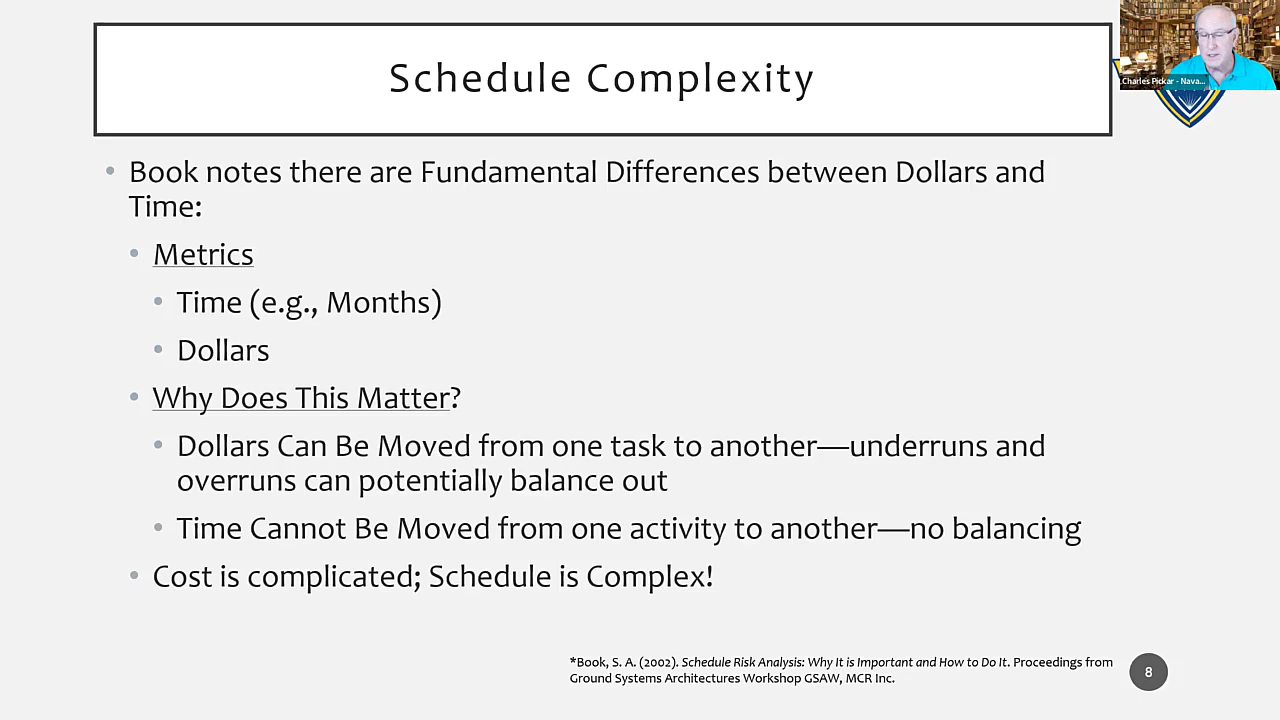 Schedule Complexity
Charles Pickar - Nava...
• Book notes there are Fundamental Differences between Dollars and
Time:
• Metrics
• Time (e.g., Months)
• Dollars
• Why Does This Matter?
• Dollars Can Be Moved from one task to another—underruns and
overruns can potentially balance out
• Time Cannot Be Moved from one activity to another—no balancing
• Cost is complicated; Schedule is Complex!
*Book, S. A. (2002). Schedule Risk Analysis: Why It is Important and How to Do It. Proceedings from
Ground Systems Architectures Workshop GSAW, MCR Inc.
8